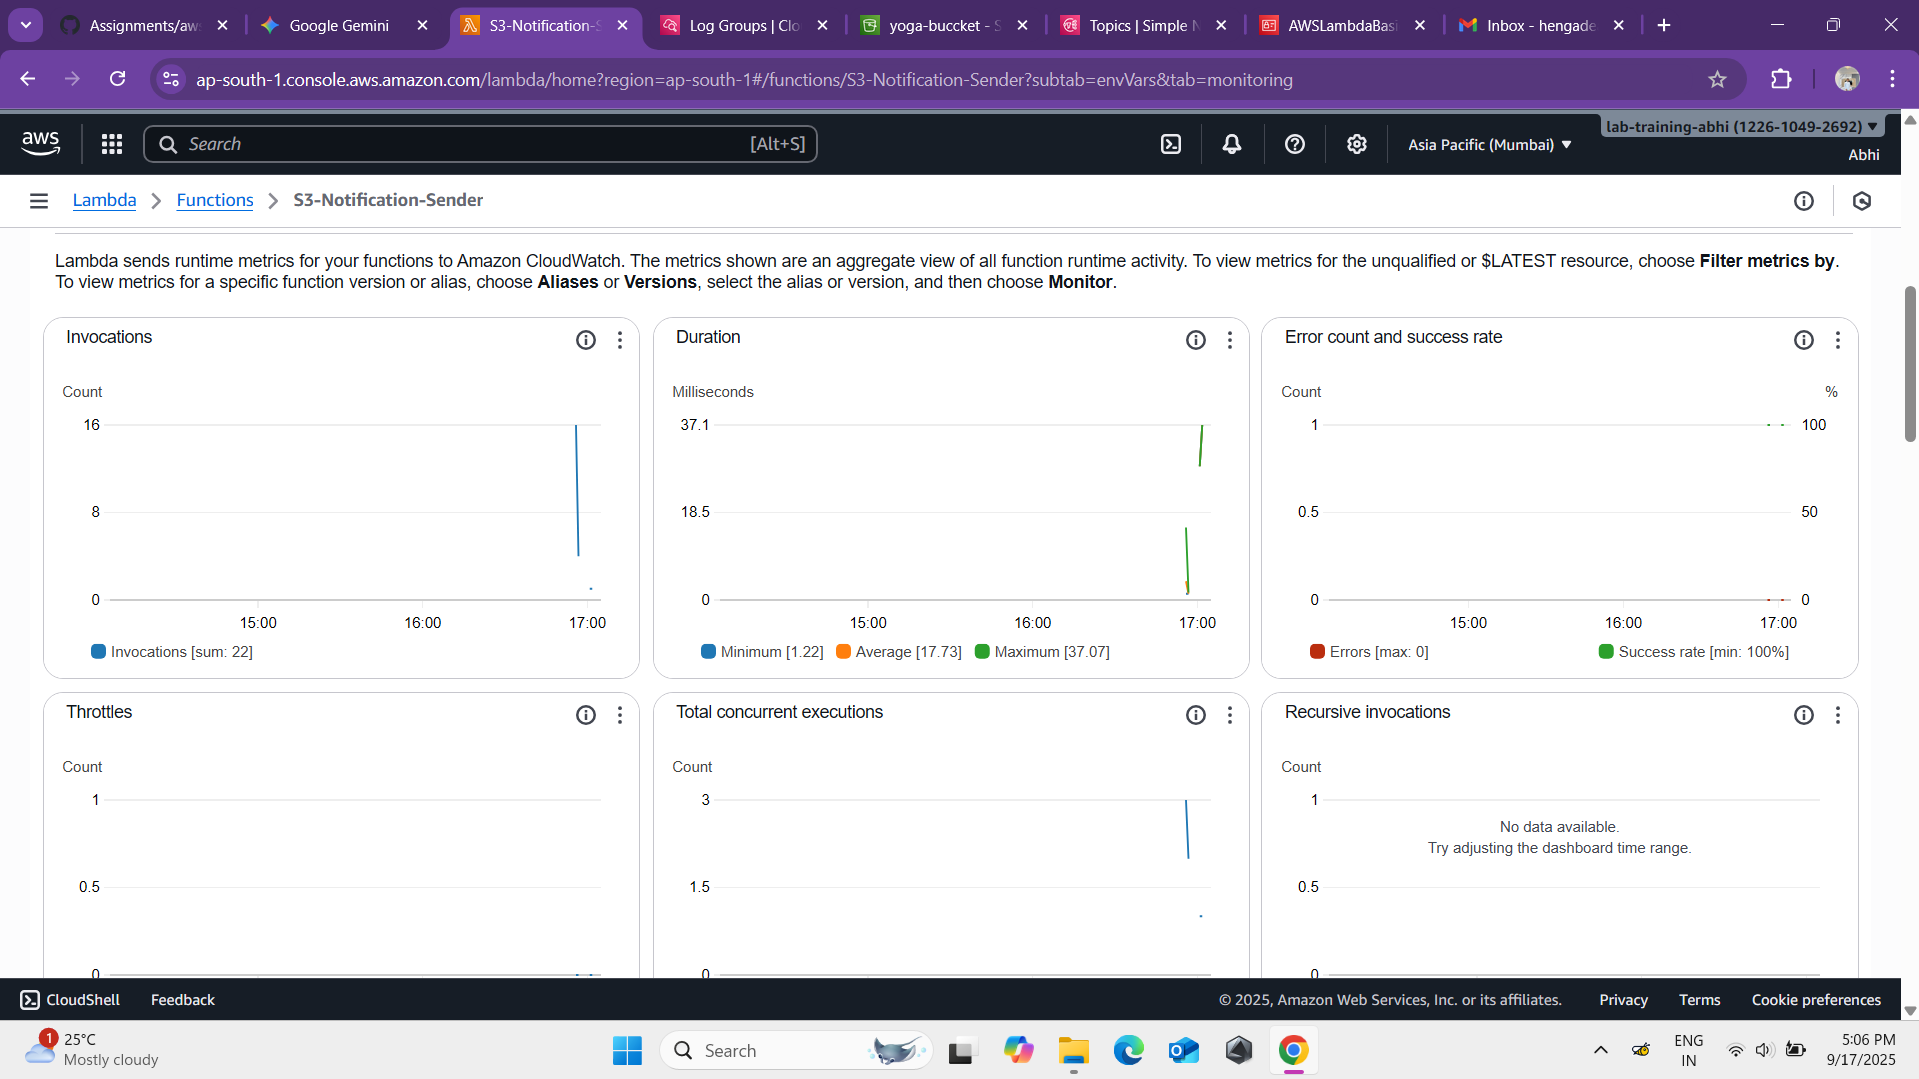 Assignments/aw
Google Gemini
S3-Notification-S
Log Groups | Clo
yoga-buccket - S
Topics | Simple N
AWSLambdaBasi
Inbox - hengade
ap-south-1.console.aws.amazon.com/lambda/home?region=ap-south-1#/functions/S3-Notification-Sender?subtab=envVars&tab=monitoring
aws
Search
[Alt+S]
Asia Pacific (Mumbai)
lab-training-abhi (1226-1049-2692)
Abhi
Lambda
Functions
S3-Notification-Sender
Lambda sends runtime metrics for your functions to Amazon CloudWatch. The metrics shown are an aggregate view of all function runtime activity. To view metrics for the unqualified or $LATEST resource, choose Filter metrics by.
To view metrics for a specific function version or alias, choose Aliases or Versions, select the alias or version, and then choose Monitor.
Invocations
Count
16
8
0
15:00 16:00 17:00
Invocations [sum: 22]
Duration
Milliseconds
37.1
18.5
0
15:00 16:00 17:00
Minimum [1.22] Average [17.73] Maximum [37.07]
Error count and success rate
Count %
1 100
0.5 50
0 0
15:00 16:00 17:00
Errors [max: 0] Success rate [min: 100%]
Throttles
Count
1
0.5
0
Total concurrent executions
Count
3
1.5
0
Recursive invocations
Count
1
No data available.
Try adjusting the dashboard time range.
0.5
0
CloudShell
Feedback
© 2025, Amazon Web Services, Inc. or its affiliates.
Privacy
Terms
Cookie preferences
1
25°C
Mostly cloudy
Search
ENG
IN
5:06 PM
9/17/2025